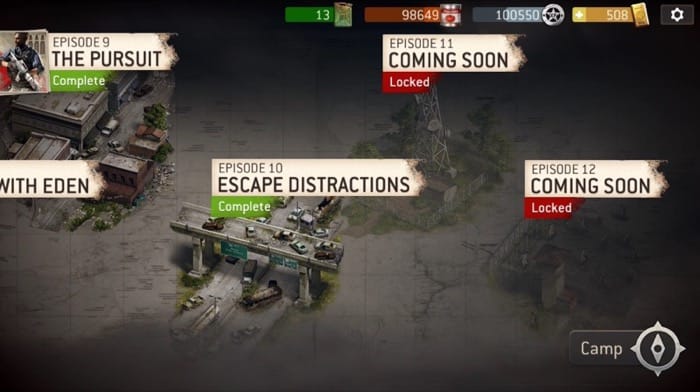 13
98649
100550
508
EPISODE 9
THE PURSUIT
Complete
EPISODE 11
COMING SOON
Locked
WITH EDEN
EPISODE 10
ESCAPE DISTRACTIONS
Complete
EPISODE 12
COMING SOON
Locked
Camp